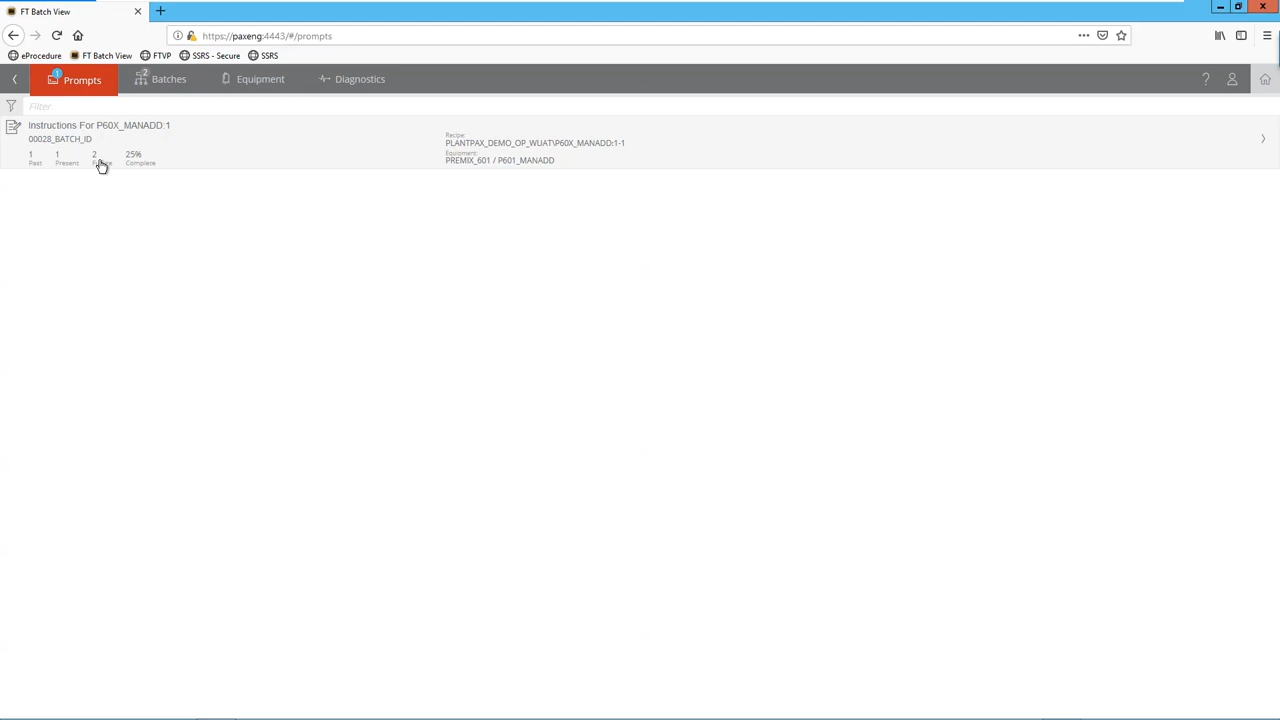 FT Batch View
https://paxeng:4443/#/prompts
eProcedure FT Batch View FTVP SSRS - Secure SSRS
1 Prompts 2 Batches Equipment Diagnostics ?
Filter
Instructions For P60X_MANADD:1
00028_BATCH_ID
1 1 2 25%
Past Present Complete
Recipe:
PLANTPAX_DEMO_OP_WUAT\P60X_MANADD:1-1
Equipment:
PREMIX_601 / P601_MANADD